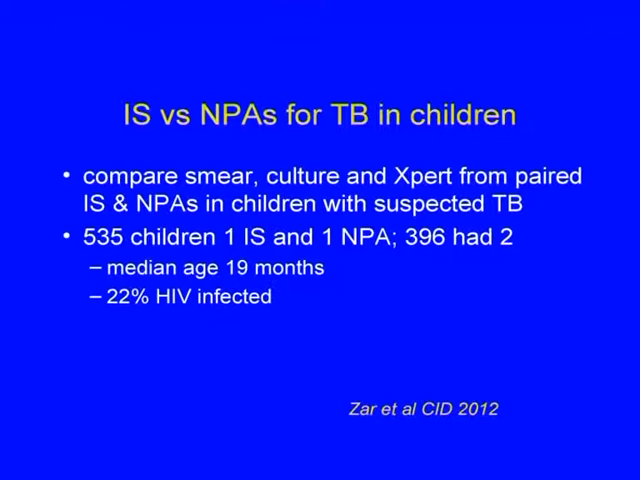 IS vs NPAs for TB in children
• compare smear, culture and Xpert from paired
IS & NPAs in children with suspected TB
• 535 children 1 IS and 1 NPA; 396 had 2
– median age 19 months
– 22% HIV infected
Zar et al CID 2012